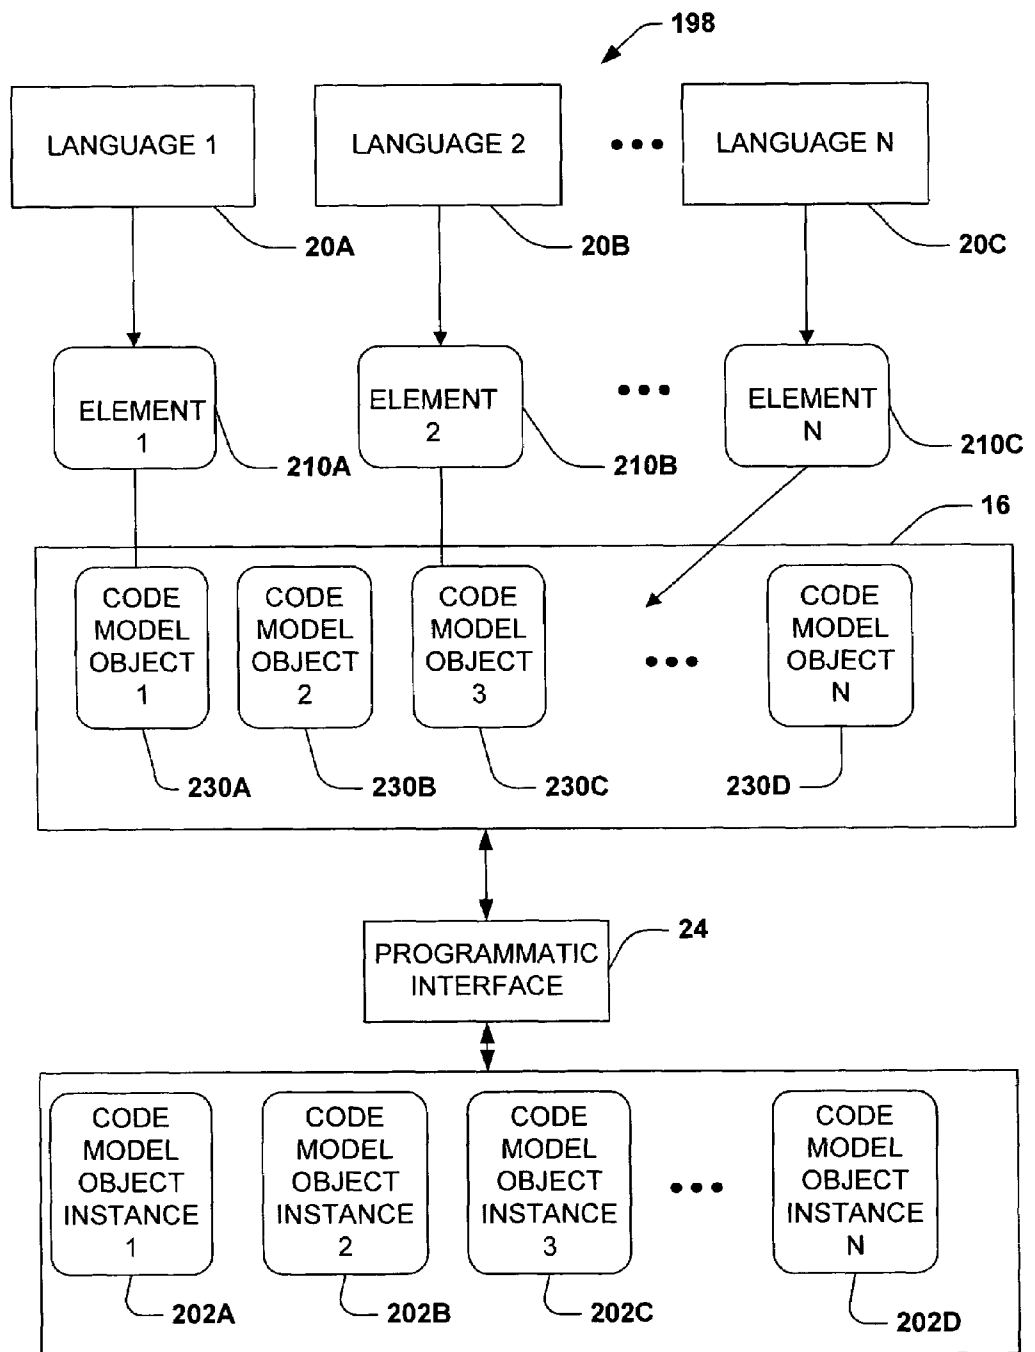 198
LANGUAGE 1
LANGUAGE 2
LANGUAGE N
20A
20B
20C
ELEMENT
1
ELEMENT
2
ELEMENT
N
210A
210B
210C
16
CODE
MODEL
OBJECT
1
CODE
MODEL
OBJECT
2
CODE
MODEL
OBJECT
3
CODE
MODEL
OBJECT
N
230A
230B
230C
230D
PROGRAMMATIC
INTERFACE
24
CODE
MODEL
OBJECT
INSTANCE
1
CODE
MODEL
OBJECT
INSTANCE
2
CODE
MODEL
OBJECT
INSTANCE
3
CODE
MODEL
OBJECT
INSTANCE
N
202A
202B
202C
202D